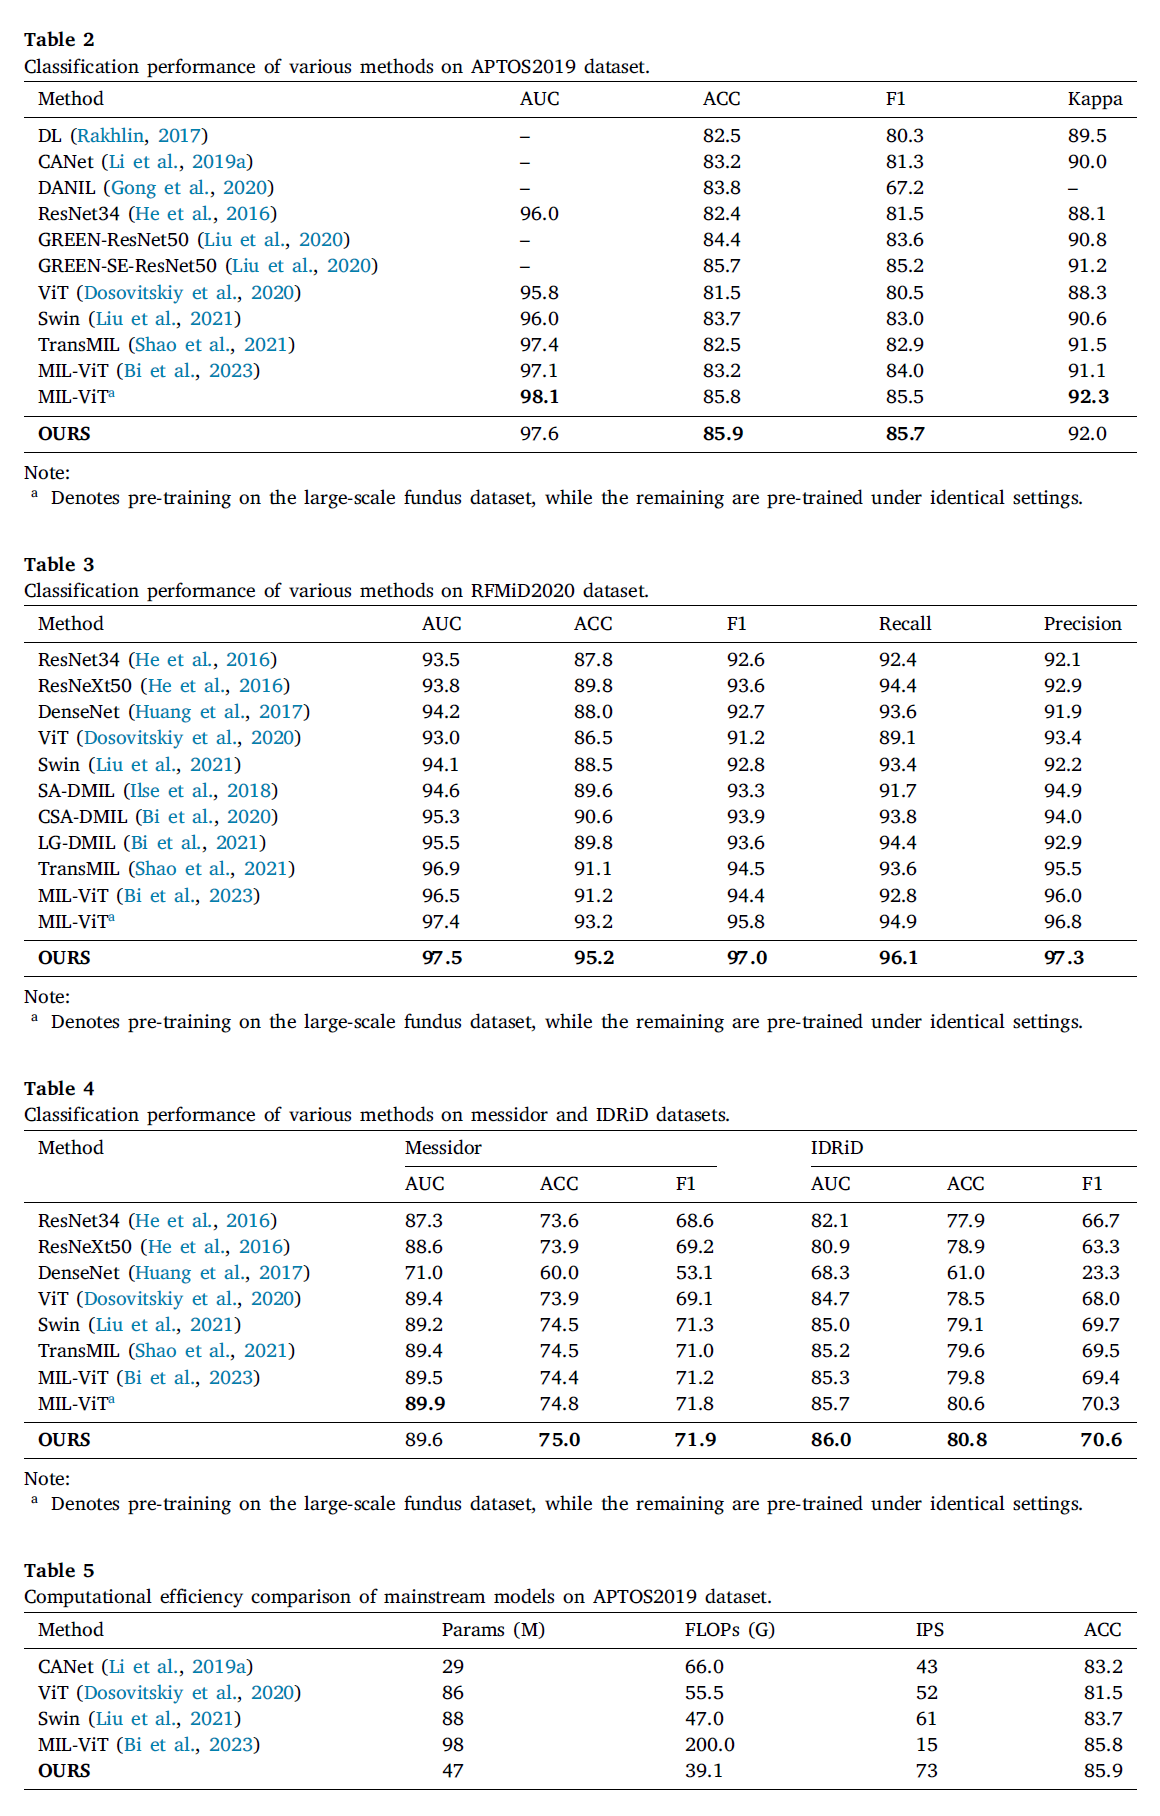 Table 2
Classification performance of various methods on APTOS2019 dataset.
Method AUC ACC F1 Kappa
DL (Rakhlin, 2017) – 82.5 80.3 89.5
CANet (Li et al., 2019a) – 83.2 81.3 90.0
DANIL (Gong et al., 2020) – 83.8 67.2 –
ResNet34 (He et al., 2016) 96.0 82.4 81.5 88.1
GREEN-ResNet50 (Liu et al., 2020) – 84.4 83.6 90.8
GREEN-SE-ResNet50 (Liu et al., 2020) – 85.7 85.2 91.2
ViT (Dosovitskiy et al., 2020) 95.8 81.5 80.5 88.3
Swin (Liu et al., 2021) 96.0 83.7 83.0 90.6
TransMIL (Shao et al., 2021) 97.4 82.5 82.9 91.5
MIL-ViT (Bi et al., 2023) 97.1 83.2 84.0 91.1
MIL-ViTa 98.1 85.8 85.5 92.3
OURS 97.6 85.9 85.7 92.0
Note:
a Denotes pre-training on the large-scale fundus dataset, while the remaining are pre-trained under identical settings.
Table 3
Classification performance of various methods on RFMiD2020 dataset.
Method AUC ACC F1 Recall Precision
ResNet34 (He et al., 2016) 93.5 87.8 92.6 92.4 92.1
ResNeXt50 (He et al., 2016) 93.8 89.8 93.6 94.4 92.9
DenseNet (Huang et al., 2017) 94.2 88.0 92.7 93.6 91.9
ViT (Dosovitskiy et al., 2020) 93.0 86.5 91.2 89.1 93.4
Swin (Liu et al., 2021) 94.1 88.5 92.8 93.4 92.2
SA-DMIL (Ilse et al., 2018) 94.6 89.6 93.3 91.7 94.9
CSA-DMIL (Bi et al., 2020) 95.3 90.6 93.9 93.8 94.0
LG-DMIL (Bi et al., 2021) 95.5 89.8 93.6 94.4 92.9
TransMIL (Shao et al., 2021) 96.9 91.1 94.5 93.6 95.5
MIL-ViT (Bi et al., 2023) 96.5 91.2 94.4 92.8 96.0
MIL-ViTa 97.4 93.2 95.8 94.9 96.8
OURS 97.5 95.2 97.0 96.1 97.3
Note:
a Denotes pre-training on the large-scale fundus dataset, while the remaining are pre-trained under identical settings.
Table 4
Classification performance of various methods on messidor and IDRiD datasets.
Method Messidor IDRiD
AUC ACC F1 AUC ACC F1
ResNet34 (He et al., 2016) 87.3 73.6 68.6 82.1 77.9 66.7
ResNeXt50 (He et al., 2016) 88.6 73.9 69.2 80.9 78.9 63.3
DenseNet (Huang et al., 2017) 71.0 60.0 53.1 68.3 61.0 23.3
ViT (Dosovitskiy et al., 2020) 89.4 73.9 69.1 84.7 78.5 68.0
Swin (Liu et al., 2021) 89.2 74.5 71.3 85.0 79.1 69.7
TransMIL (Shao et al., 2021) 89.4 74.5 71.0 85.2 79.6 69.5
MIL-ViT (Bi et al., 2023) 89.5 74.4 71.2 85.3 79.8 69.4
MIL-ViTa 89.9 74.8 71.8 85.7 80.6 70.3
OURS 89.6 75.0 71.9 86.0 80.8 70.6
Note:
a Denotes pre-training on the large-scale fundus dataset, while the remaining are pre-trained under identical settings.
Table 5
Computational efficiency comparison of mainstream models on APTOS2019 dataset.
Method Params (M) FLOPs (G) IPS ACC
CANet (Li et al., 2019a) 29 66.0 43 83.2
ViT (Dosovitskiy et al., 2020) 86 55.5 52 81.5
Swin (Liu et al., 2021) 88 47.0 61 83.7
MIL-ViT (Bi et al., 2023) 98 200.0 15 85.8
OURS 47 39.1 73 85.9